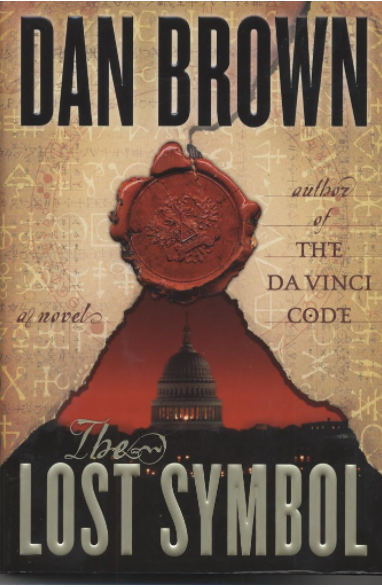 DAN BROWN
author
of
THE
DA VINCI
CODE
a novel
The
LOST SYMBOL